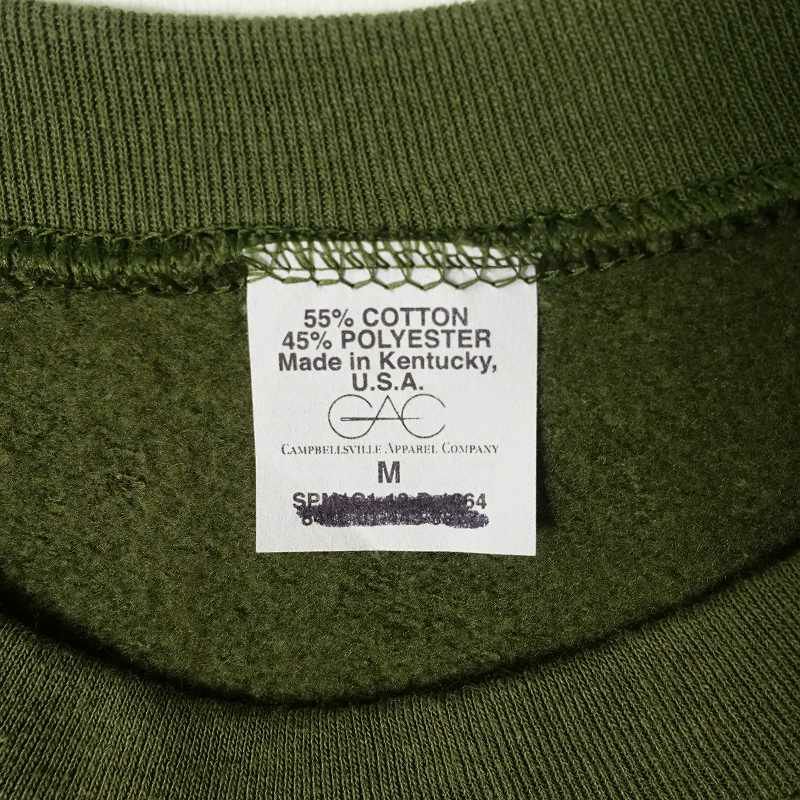 55% COTTON
45% POLYESTER
Made in Kentucky,
U.S.A.
CAC
CAMPBELLSVILLE APPAREL COMPANY
M